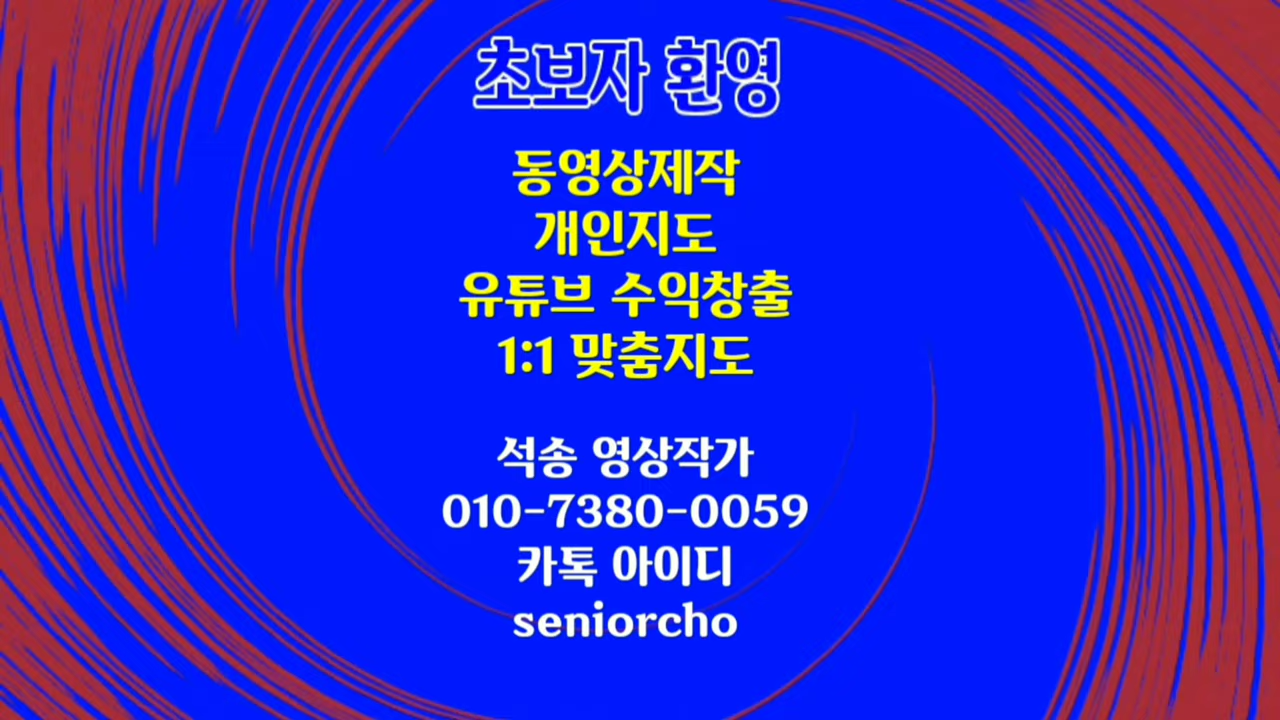 초보자 환영
동영상제작
개인지도
유튜브 수익창출
1:1 맞춤지도
석송 영상작가
010-7380-0059
카톡 아이디
seniorcho